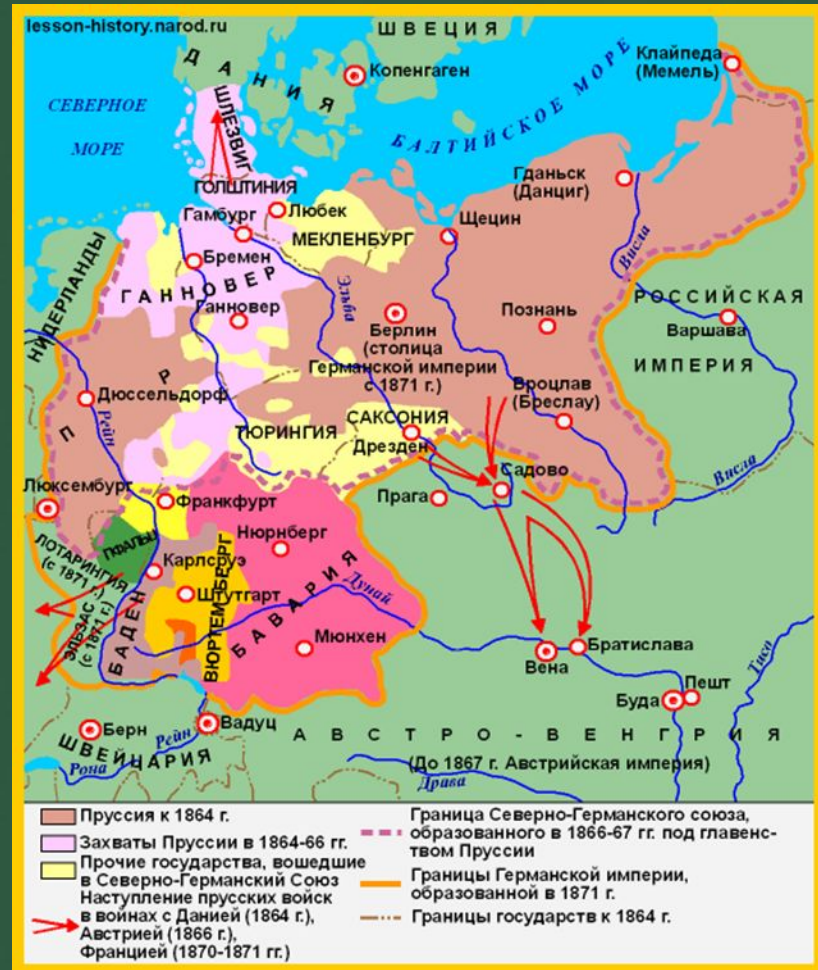 lesson-history.narod.ru
ШВЕЦИЯ
ДАНИЯ
Копенгаген
Клайпеда
(Мемель)
СЕВЕРНОЕ
МОРЕ
БАЛТИЙСКОЕ МОРЕ
ШЛЕЗВИГ
ГОЛШТИНИЯ
Гданьск
(Данциг)
Любек
Гамбург
Щецин
МЕКЛЕНБУРГ
Бремен
Висла
НИДЕРЛАНДЫ
ГАННОВЕР
Ганновер
Эльба
Берлин
(столица
Германской империи
с 1871 г.)
Познань
РОССИЙСКАЯ
ИМПЕРИЯ
Варшава
П Р
Дюссельдорф
Рейн
Вроцлав
(Бреслау)
САКСОНИЯ
ТЮРИНГИЯ
Дрезден
Садово
Висла
Прага
Люксембург
Франкфурт
ЛОТАРИНГИЯ
(с 1871 г.)
ПФАЛЬЦ
Нюрнберг
Карлсруэ
ЭЛЬЗАС
(с 1871 г.)
Штутгарт
БАДЕН
ВЮРТЕМБЕРГ
БАВАРИЯ
Дунай
Мюнхен
Вена
Братислава
Тисо
Пешт
Буда
Берн
Вадуц
Рейн
ШВЕЙЦАРИЯ
Рона
АВСТРО-ВЕНГРИЯ
(До 1867 г. Австрийская империя)
Драва
Пруссия к 1864 г.
Захваты Пруссии в 1864-66 гг.
Прочие государства, вошедшие
в Северно-Германский Союз
Наступление прусских войск
в войнах с Данией (1864 г.),
Австрией (1866 г.),
Францией (1870-1871 гг.)
Граница Северно-Германского союза,
образованного в 1866-67 гг. под главенс-
твом Пруссии
Границы Германской империи,
образованной в 1871 г.
Границы государств к 1864 г.